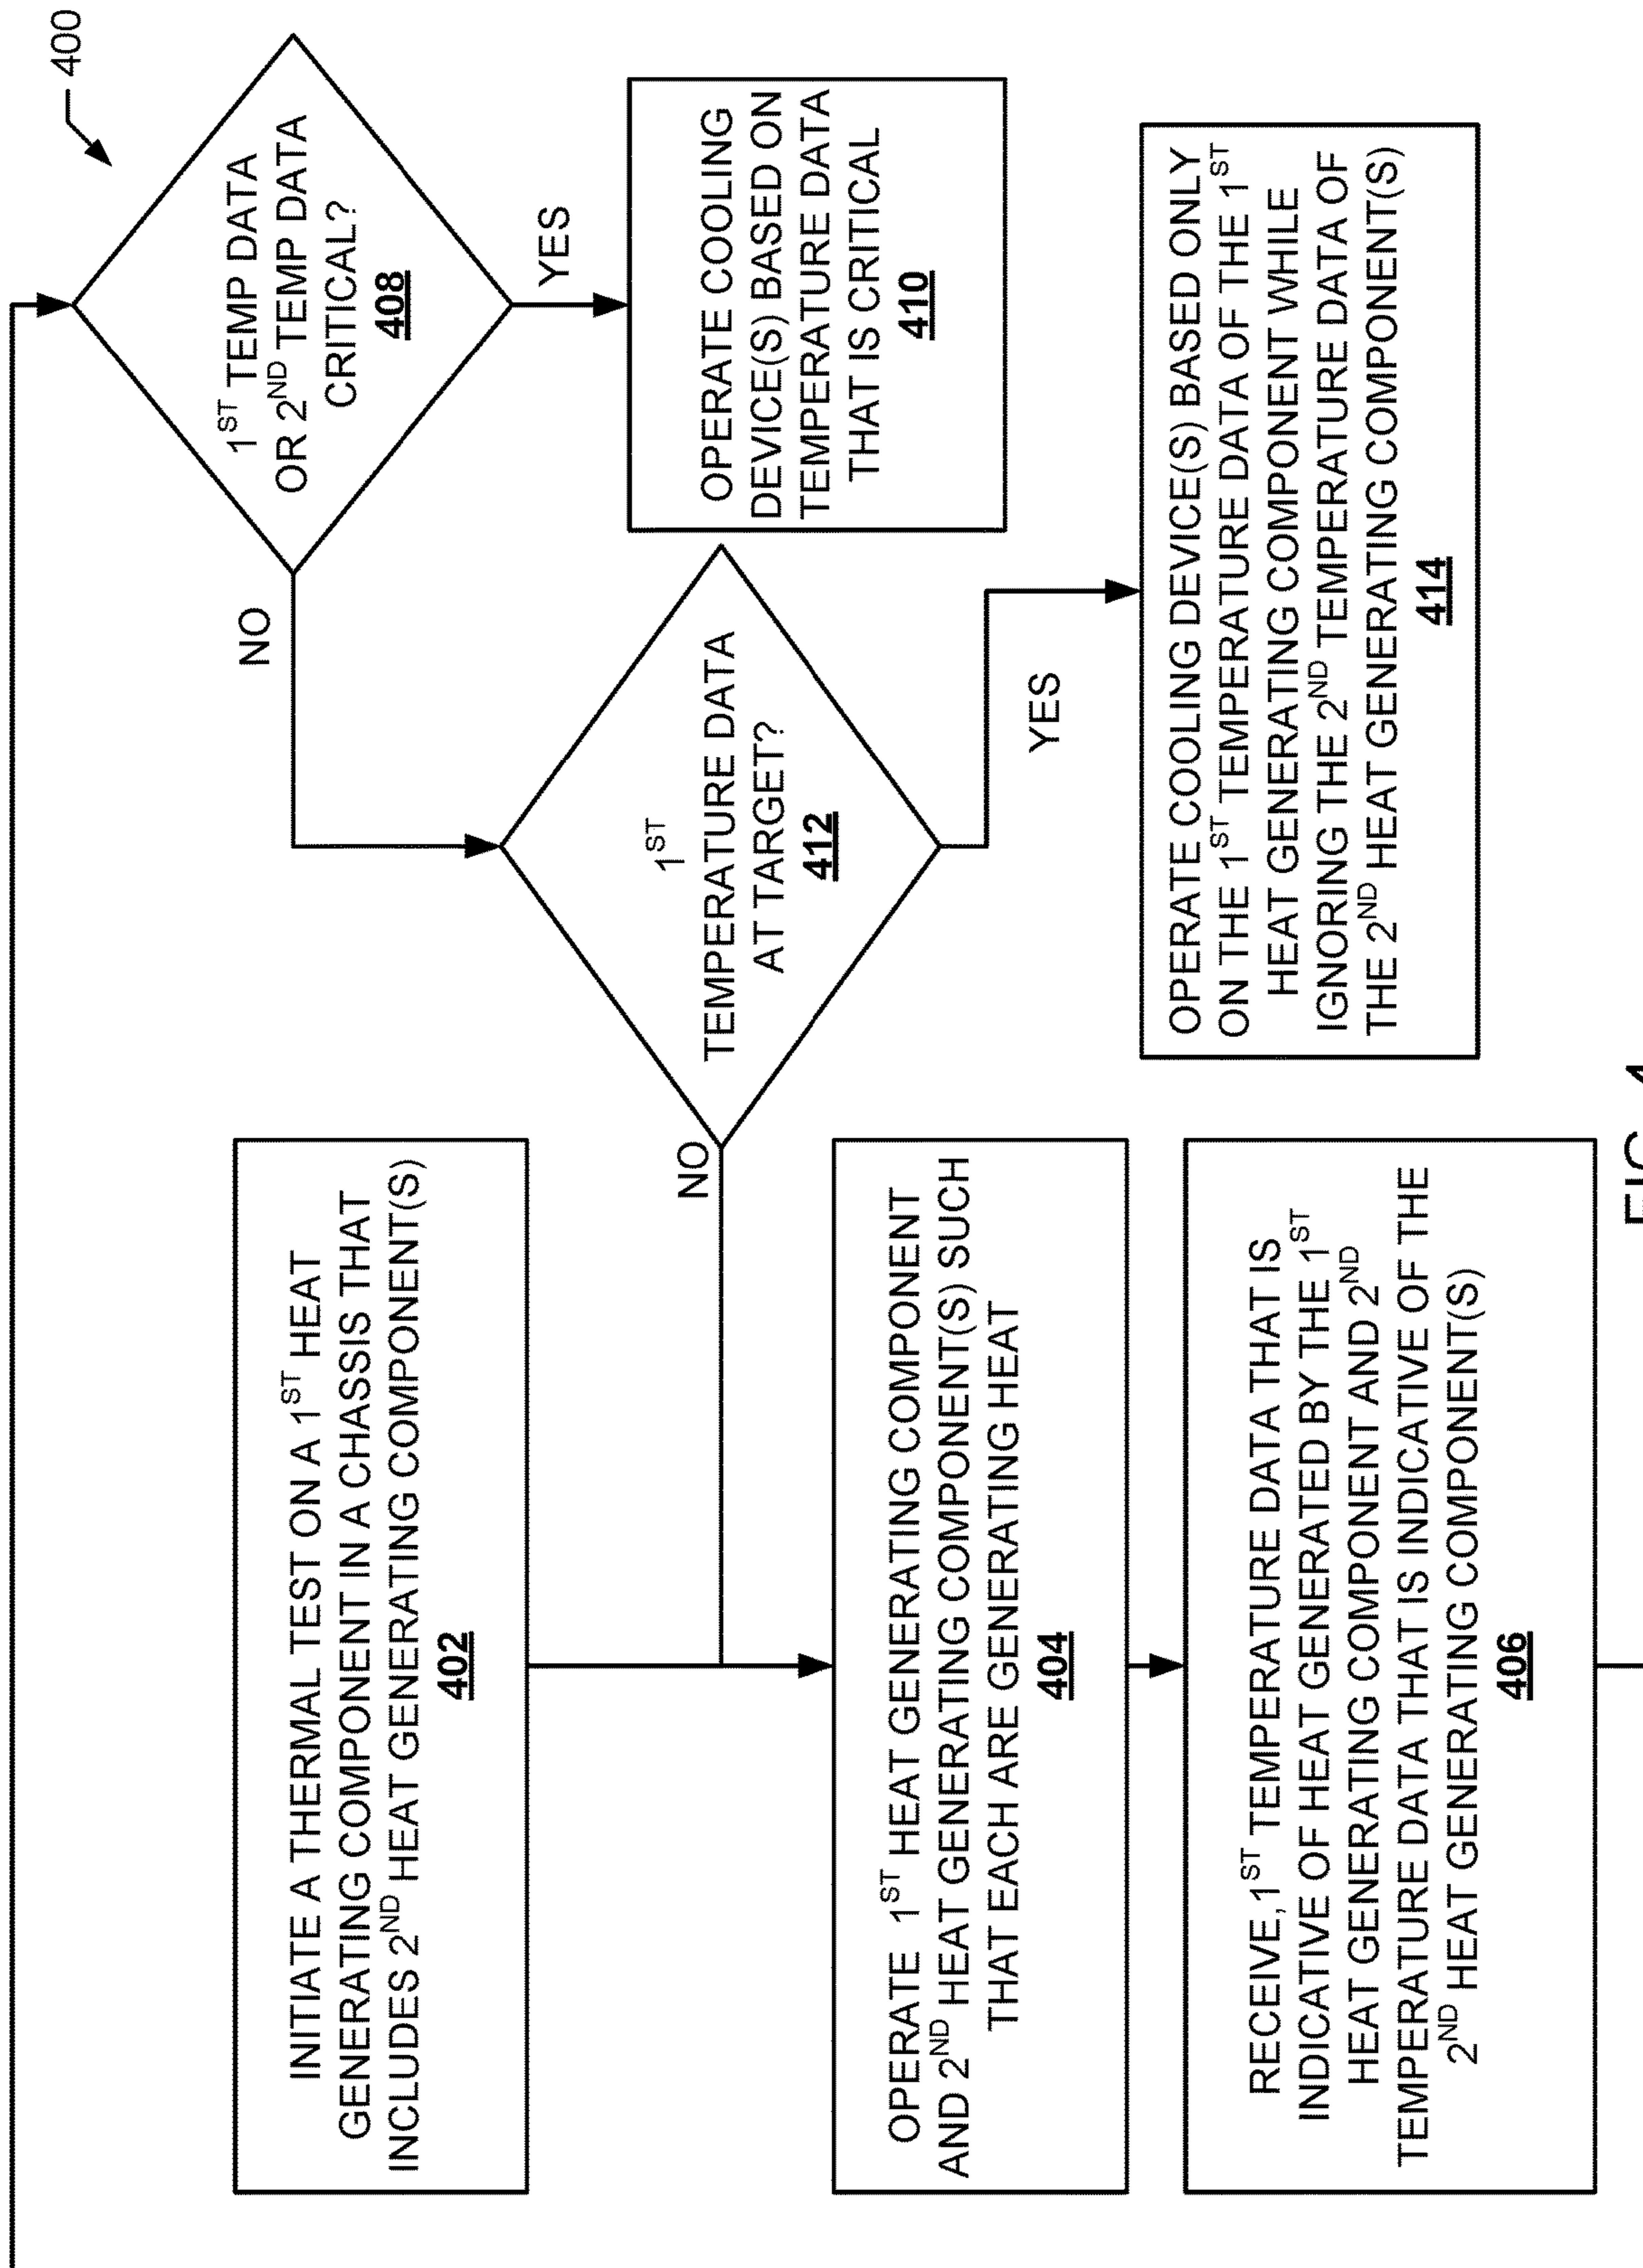 400
INITIATE A THERMAL TEST ON A 1ST HEAT
GENERATING COMPONENT IN A CHASSIS THAT
INCLUDES 2ND HEAT GENERATING COMPONENT(S)
402
OPERATE 1ST HEAT GENERATING COMPONENT
AND 2ND HEAT GENERATING COMPONENT(S) SUCH
THAT EACH ARE GENERATING HEAT
404
RECEIVE,1ST TEMPERATURE DATA THAT IS
INDICATIVE OF HEAT GENERATED BY THE 1ST
HEAT GENERATING COMPONENT AND 2ND
TEMPERATURE DATA THAT IS INDICATIVE OF THE
2ND HEAT GENERATING COMPONENT(S)
406
1ST TEMP DATA
OR 2ND TEMP DATA
CRITICAL?
408
YES
NO
OPERATE COOLING
DEVICE(S) BASED ON
TEMPERATURE DATA
THAT IS CRITICAL
410
1ST
TEMPERATURE DATA
AT TARGET?
412
NO
YES
OPERATE COOLING DEVICE(S) BASED ONLY
ON THE 1ST TEMPERATURE DATA OF THE 1ST
HEAT GENERATING COMPONENT WHILE
IGNORING THE 2ND TEMPERATURE DATA OF
THE 2ND HEAT GENERATING COMPONENT(S)
414